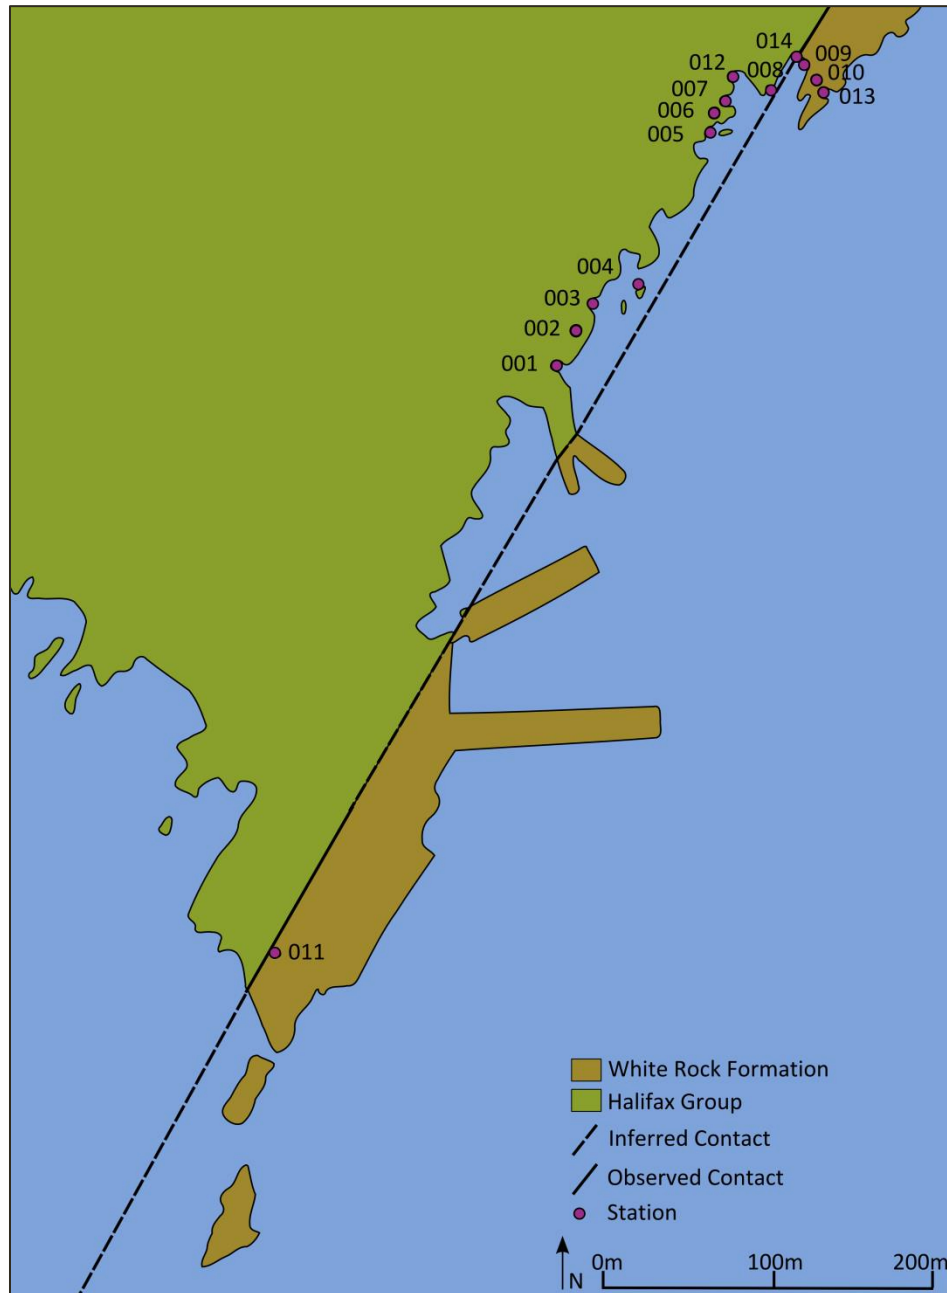 014
009
012
008
010
007
013
006
005
004
003
002
001
011
White Rock Formation
Halifax Group
Inferred Contact
Observed Contact
Station
N
0m 100m 200m